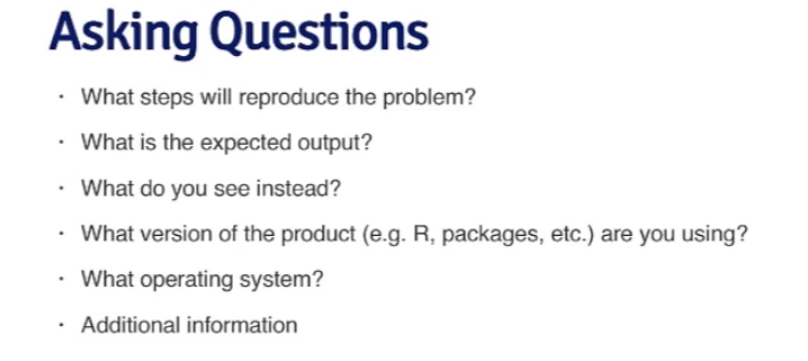 Asking Questions
· What steps will reproduce the problem?
· What is the expected output?
· What do you see instead?
· What version of the product (e.g. R, packages, etc.) are you using?
· What operating system?
· Additional information